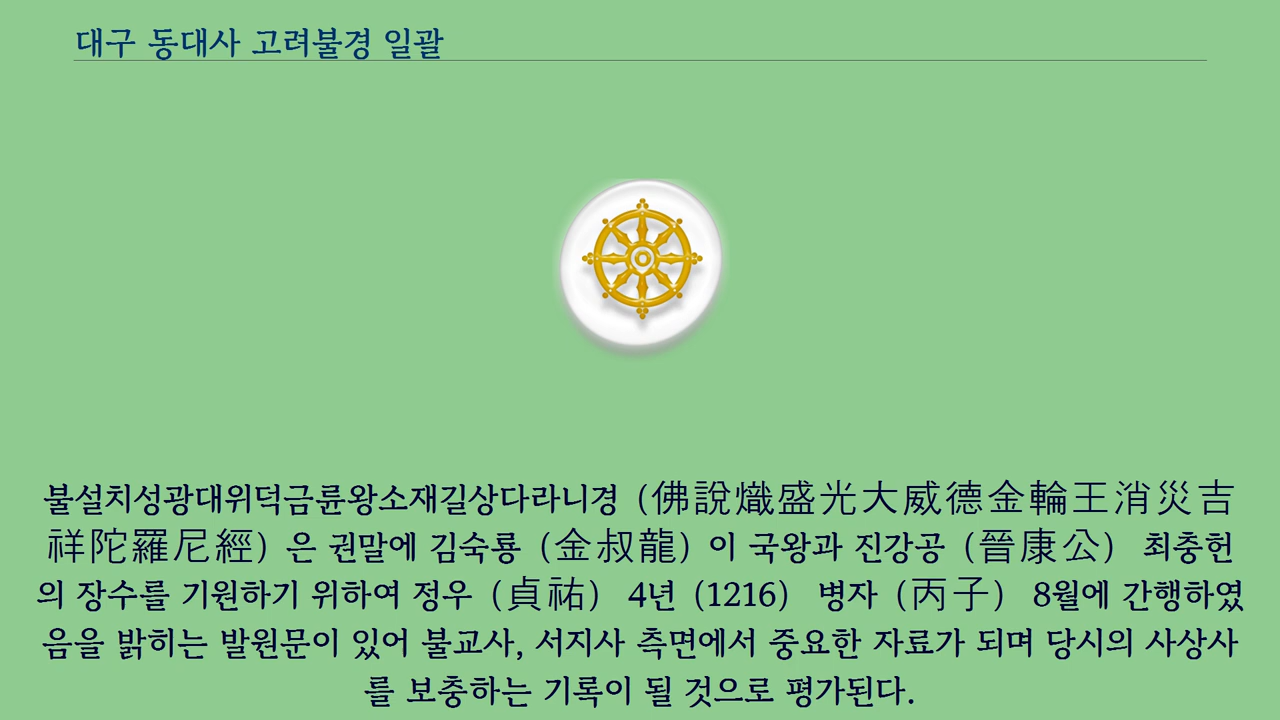 대구 동대사 고려불경 일괄
불설치성광대위덕금륜왕소재길상다라니경 (佛說熾盛光大威德金輪王消災吉
祥陀羅尼經) 은 권말에 김숙룡 (金叔龍) 이 국왕과 진강공 (晉康公) 최충헌
의 장수를 기원하기 위하여 정우 (貞祐) 4년 (1216) 병자 (丙子) 8월에 간행하였
음을 밝히는 발원문이 있어 불교사, 서지사 측면에서 중요한 자료가 되며 당시의 사상사
를 보충하는 기록이 될 것으로 평가된다.